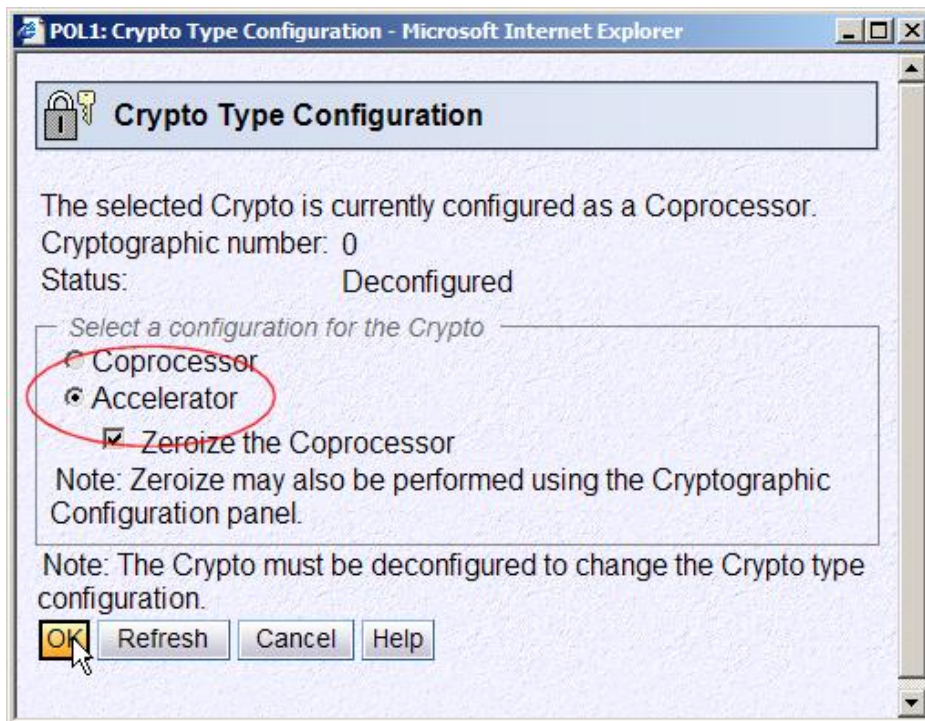 POL1: Crypto Type Configuration - Microsoft Internet Explorer
Crypto Type Configuration
The selected Crypto is currently configured as a Coprocessor.
Cryptographic number: 0
Status: Deconfigured
Select a configuration for the Crypto
Coprocessor
Accelerator
Zeroize the Coprocessor
Note: Zeroize may also be performed using the Cryptographic
Configuration panel.
Note: The Crypto must be deconfigured to change the Crypto type
configuration.
OK Refresh Cancel Help